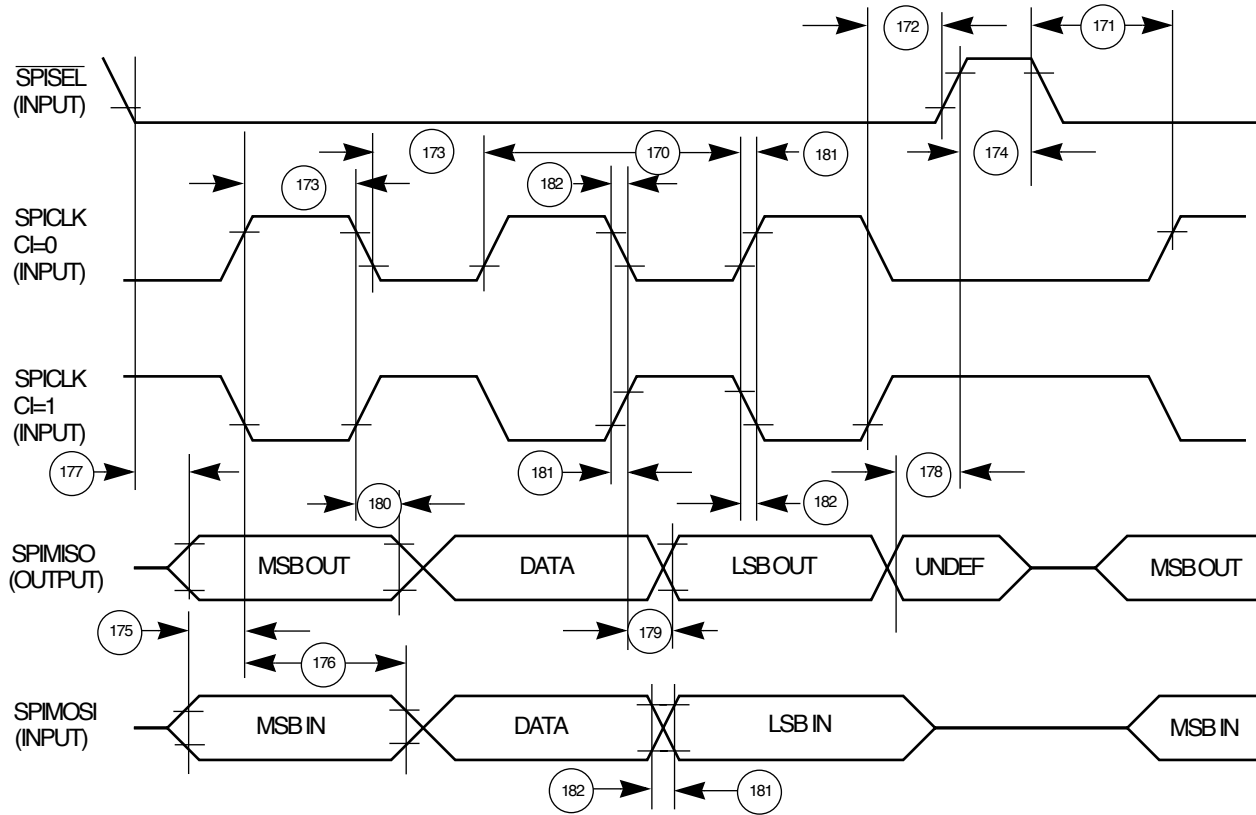 172
171
SPISEL
(INPUT)
173
170
181
174
173
182
SPICLK
CI=0
(INPUT)
SPICLK
CI=1
(INPUT)
177
181
178
180
182
SPIMISO
(OUTPUT)
MSB OUT
DATA
LSB OUT
UNDEF
MSB OUT
175
179
176
SPIMOSI
(INPUT)
MSB IN
DATA
LSB IN
MSB IN
182
181